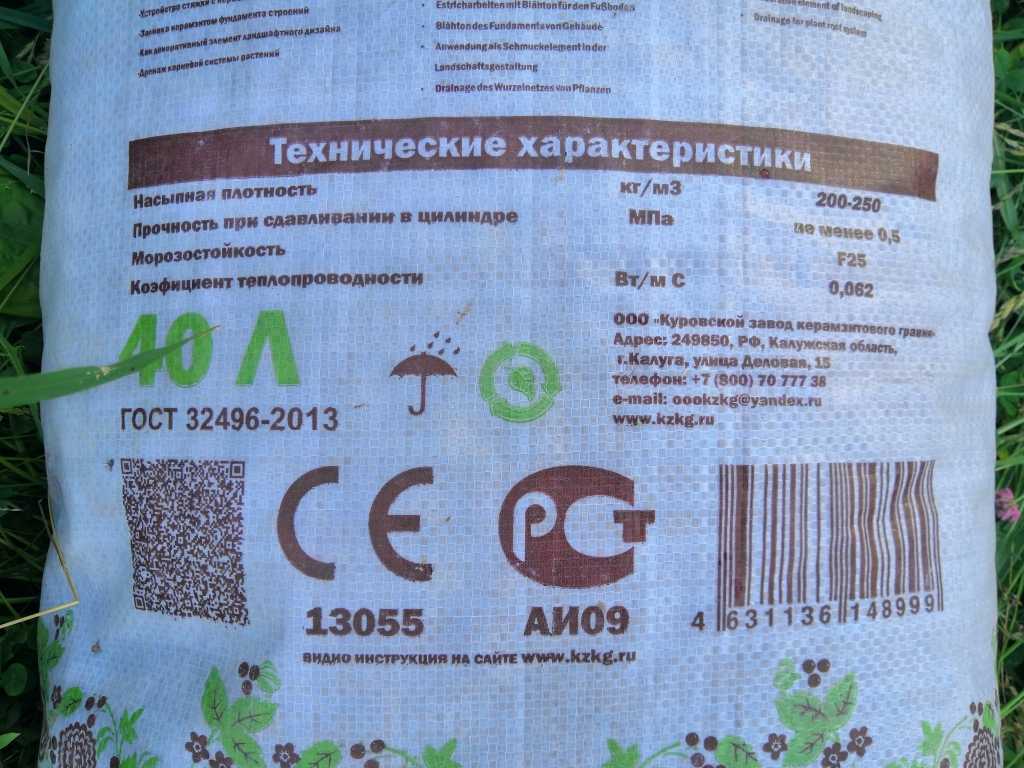 ·Устройство стяжки с
·Засыпка керамзитом фундамента строений
·Как декоративный элемент ландшафтного дизайна
·Дренаж корневой системы растений
Estricharbeiten mit Blähton für den Fußboden
· Blähton des Fundaments von Gebäude
· Anwendung als Schmuckelement in der
Landschaftsgestaltung
· Drainage des Wurzelnetzes von Pflanzen
element of landscaping
· Drainage for plant root system
Технические характеристики
Насыпная плотность кг/м3 200-250
Прочность при сдавливании в цилиндре МПа не менее 0,5
Морозостойкость F25
Коэфициент теплопроводности Вт/м С 0,062
40 Л
ГОСТ 32496-2013
ООО «Куровской завод керамзитового гравия»
Адрес: 249850, РФ, Калужская область,
г.Калуга, улица Деловая, 15
телефон: +7 (800) 70 777 38
e-mail: oookzkg@yandex.ru
www.kzkg.ru
CE
РСТ
13055
АИ09
4 631136 148999
ВИДИО ИНСТРУКЦИЯ НА САЙТЕ www.kzkg.ru